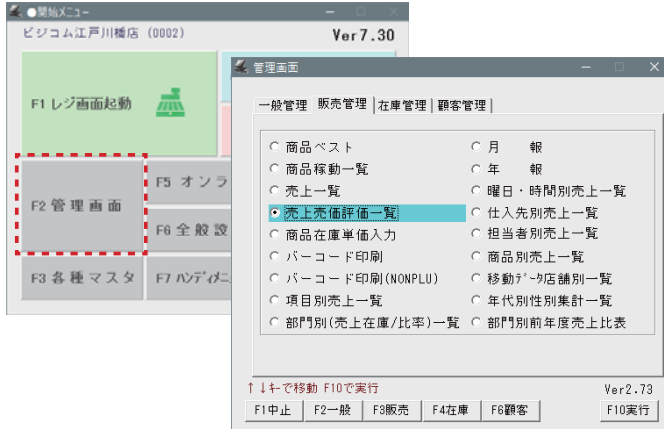 ●開始メニュー
ビジコム江戸川橋店 (0002)
Ver7.30
F1 レジ画面起動
F2 管 理 画 面
F5 オ ン ラ
F6 全 般 設
F3 各 種 マ ス タ
F7 ハンディメニ
管理画面
一般管理
販売管理
在庫管理
顧客管理
商品ベスト
商品稼動一覧
売上一覧
売上売価評価一覧
商品在庫単価入力
バーコード印刷
バーコード印刷(NONPLU)
項目別売上一覧
部門別(売上在庫/比率)一覧
月 報
年 報
曜日・時間別売上一覧
仕入先別売上一覧
担当者別売上一覧
商品別売上一覧
移動データ店舗別一覧
年代別性別集計一覧
部門別前年度売上比表
↑↓キーで移動 F10で実行
Ver2.73
F1中止
F2一般
F3販売
F4在庫
F6顧客
F10実行